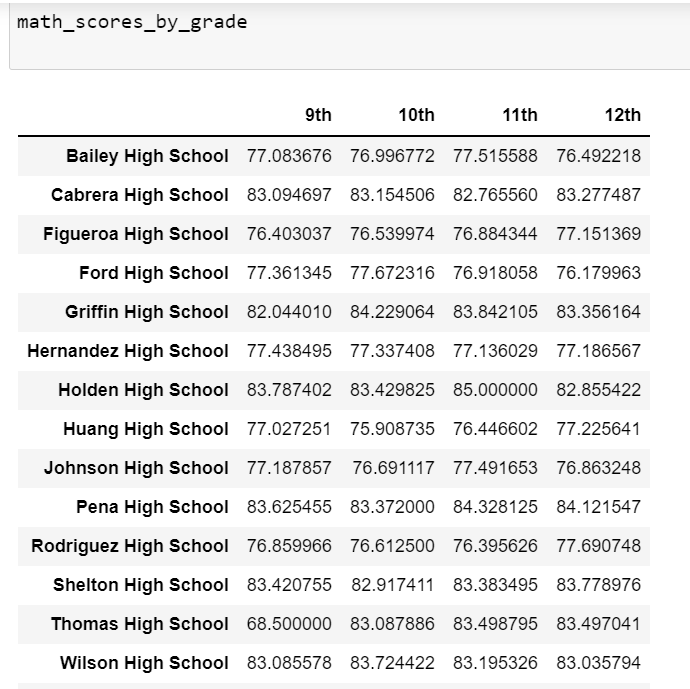 math_scores_by_grade
9th 10th 11th 12th
Bailey High School 77.083676 76.996772 77.515588 76.492218
Cabrera High School 83.094697 83.154506 82.765560 83.277487
Figueroa High School 76.403037 76.539974 76.884344 77.151369
Ford High School 77.361345 77.672316 76.918058 76.179963
Griffin High School 82.044010 84.229064 83.842105 83.356164
Hernandez High School 77.438495 77.337408 77.136029 77.186567
Holden High School 83.787402 83.429825 85.000000 82.855422
Huang High School 77.027251 75.908735 76.446602 77.225641
Johnson High School 77.187857 76.691117 77.491653 76.863248
Pena High School 83.625455 83.372000 84.328125 84.121547
Rodriguez High School 76.859966 76.612500 76.395626 77.690748
Shelton High School 83.420755 82.917411 83.383495 83.778976
Thomas High School 68.500000 83.087886 83.498795 83.497041
Wilson High School 83.085578 83.724422 83.195326 83.035794